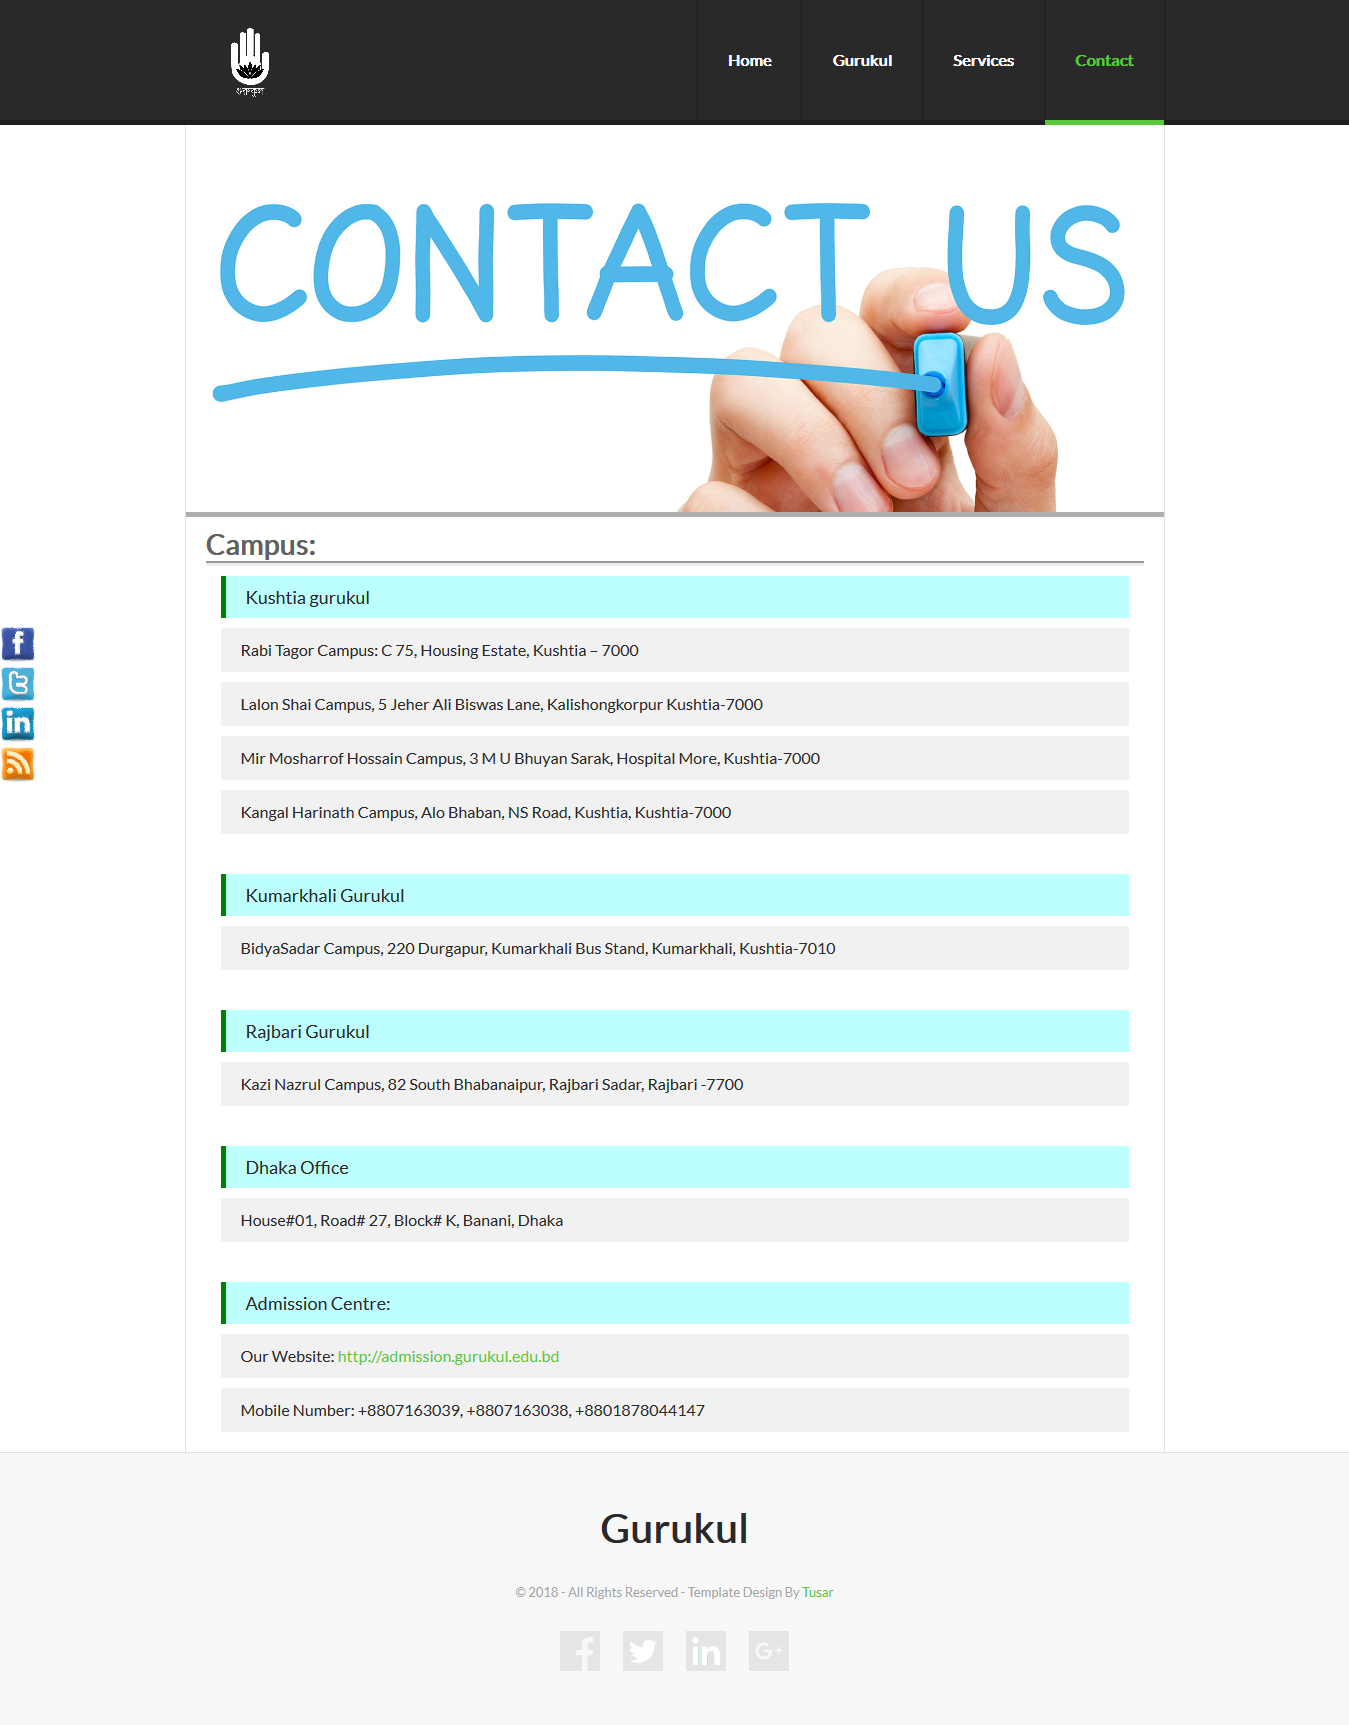 গুরুকুল
Home
Gurukul
Services
Contact
CONTACT US
Campus:
Kushtia gurukul
Rabi Tagor Campus: C 75, Housing Estate, Kushtia – 7000
Lalon Shai Campus, 5 Jeher Ali Biswas Lane, Kalishongkorpur Kushtia-7000
Mir Mosharrof Hossain Campus, 3 M U Bhuyan Sarak, Hospital More, Kushtia-7000
Kangal Harinath Campus, Alo Bhaban, NS Road, Kushtia, Kushtia-7000
Kumarkhali Gurukul
BidyaSadar Campus, 220 Durgapur, Kumarkhali Bus Stand, Kumarkhali, Kushtia-7010
Rajbari Gurukul
Kazi Nazrul Campus, 82 South Bhabanaipur, Rajbari Sadar, Rajbari -7700
Dhaka Office
House#01, Road# 27, Block# K, Banani, Dhaka
Admission Centre:
Our Website: http://admission.gurukul.edu.bd
Mobile Number: +8807163039, +8807163038, +8801878044147
Gurukul
© 2018 - All Rights Reserved - Template Design By Tusar